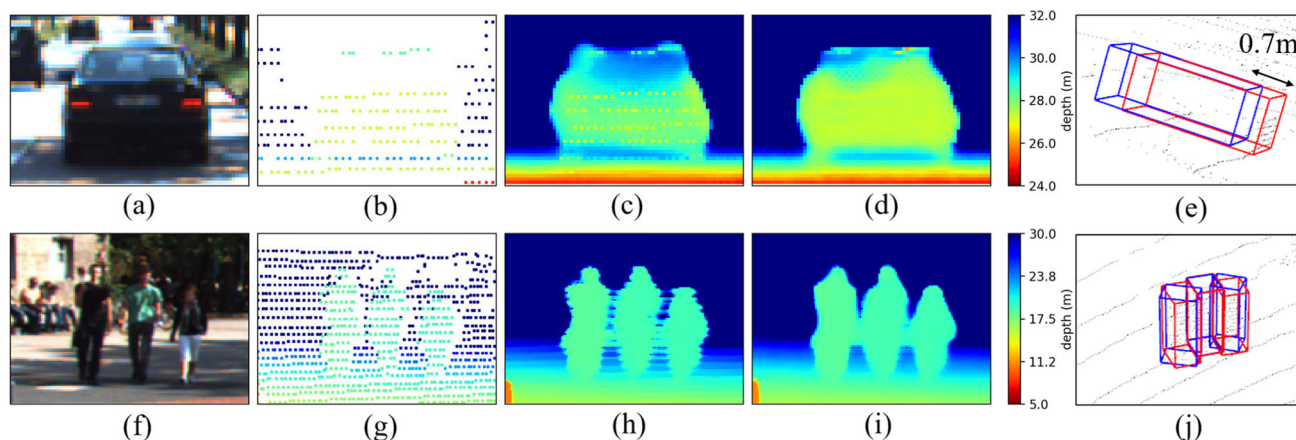 32.0
30.0
28.0
26.0
24.0
depth (m)
0.7m
(a)
(b)
(c)
(d)
(e)
30.0
23.8
17.5
11.2
5.0
depth (m)
(f)
(g)
(h)
(i)
(j)